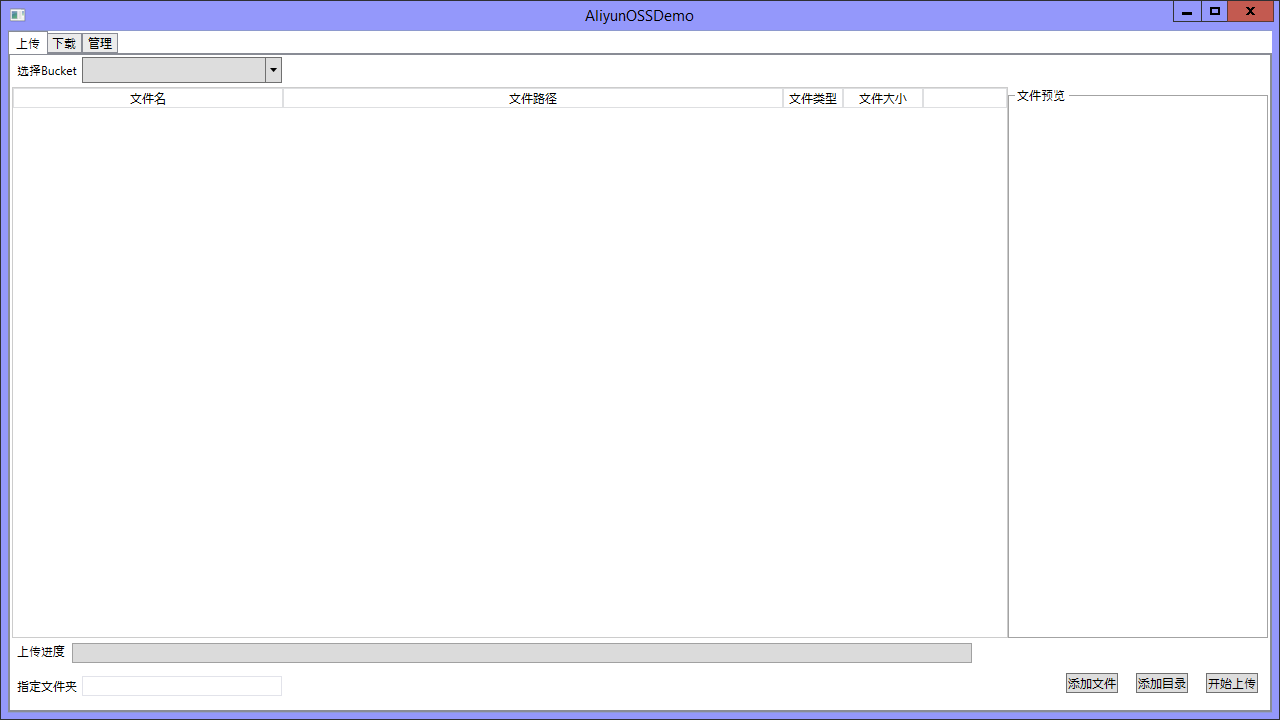 AliyunOSSDemo
上传 下载 管理
选择Bucket
文件名 文件路径 文件类型 文件大小 文件预览
上传进度
指定文件夹 添加文件 添加目录 开始上传